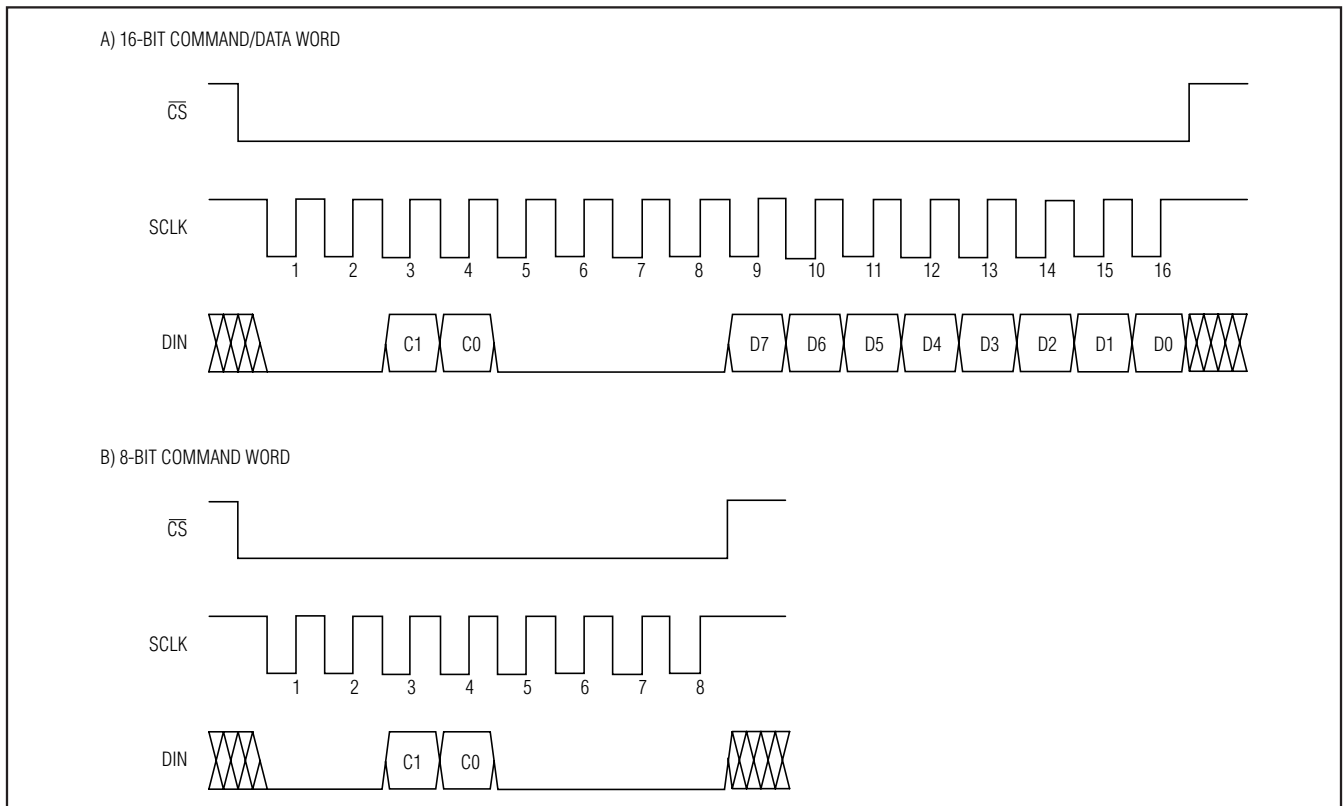 A) 16-BIT COMMAND/DATA WORD
C̅S̅
SCLK
1 2 3 4 5 6 7 8 9 10 11 12 13 14 15 16
DIN C1 C0 D7 D6 D5 D4 D3 D2 D1 D0
B) 8-BIT COMMAND WORD
C̅S̅
SCLK
1 2 3 4 5 6 7 8
DIN C1 C0